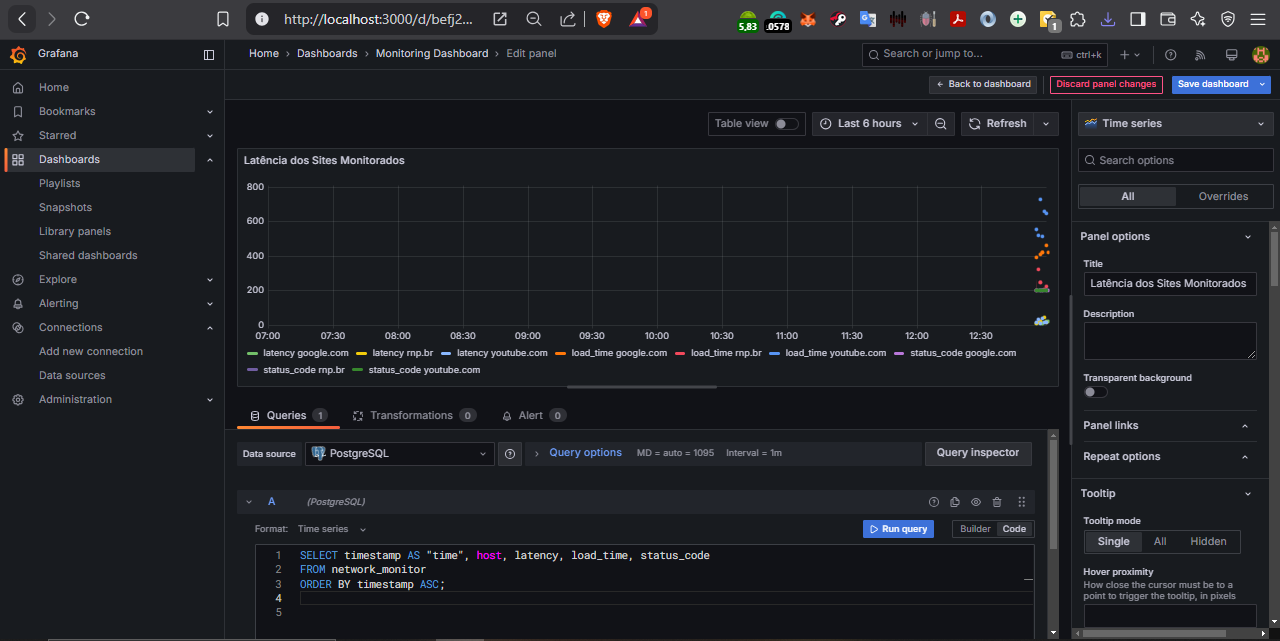 http://localhost:3000/d/befj2...
1
5,83
.0578
1
Grafana
Home › Dashboards › Monitoring Dashboard › Edit panel
Search or jump to...
ctrl+k
Home
Bookmarks
Starred
Dashboards
Playlists
Snapshots
Library panels
Shared dashboards
Explore
Alerting
Connections
Add new connection
Data sources
Administration
Back to dashboard
Discard panel changes
Save dashboard
Table view
Last 6 hours
Refresh
Latência dos Sites Monitorados
800
600
400
200
0
07:00 07:30 08:00 08:30 09:00 09:30 10:00 10:30 11:00 11:30 12:00 12:30
latency google.com latency rnp.br latency youtube.com load_time google.com load_time rnp.br load_time youtube.com status_code google.com
status_code rnp.br status_code youtube.com
Queries 1
Transformations 0
Alert 0
Data source
PostgreSQL
Query options
MD = auto = 1095
Interval = 1m
Query inspector
A
(PostgreSQL)
Format: Time series
Run query
Builder
Code
1 SELECT timestamp AS "time", host, latency, load_time, status_code
2 FROM network_monitor
3 ORDER BY timestamp ASC;
4
5
Time series
Search options
All
Overrides
Panel options
Title
Latência dos Sites Monitorados
Description
Transparent background
Panel links
Repeat options
Tooltip
Tooltip mode
Single All Hidden
Hover proximity
How close the cursor must be to a
point to trigger the tooltip, in pixels